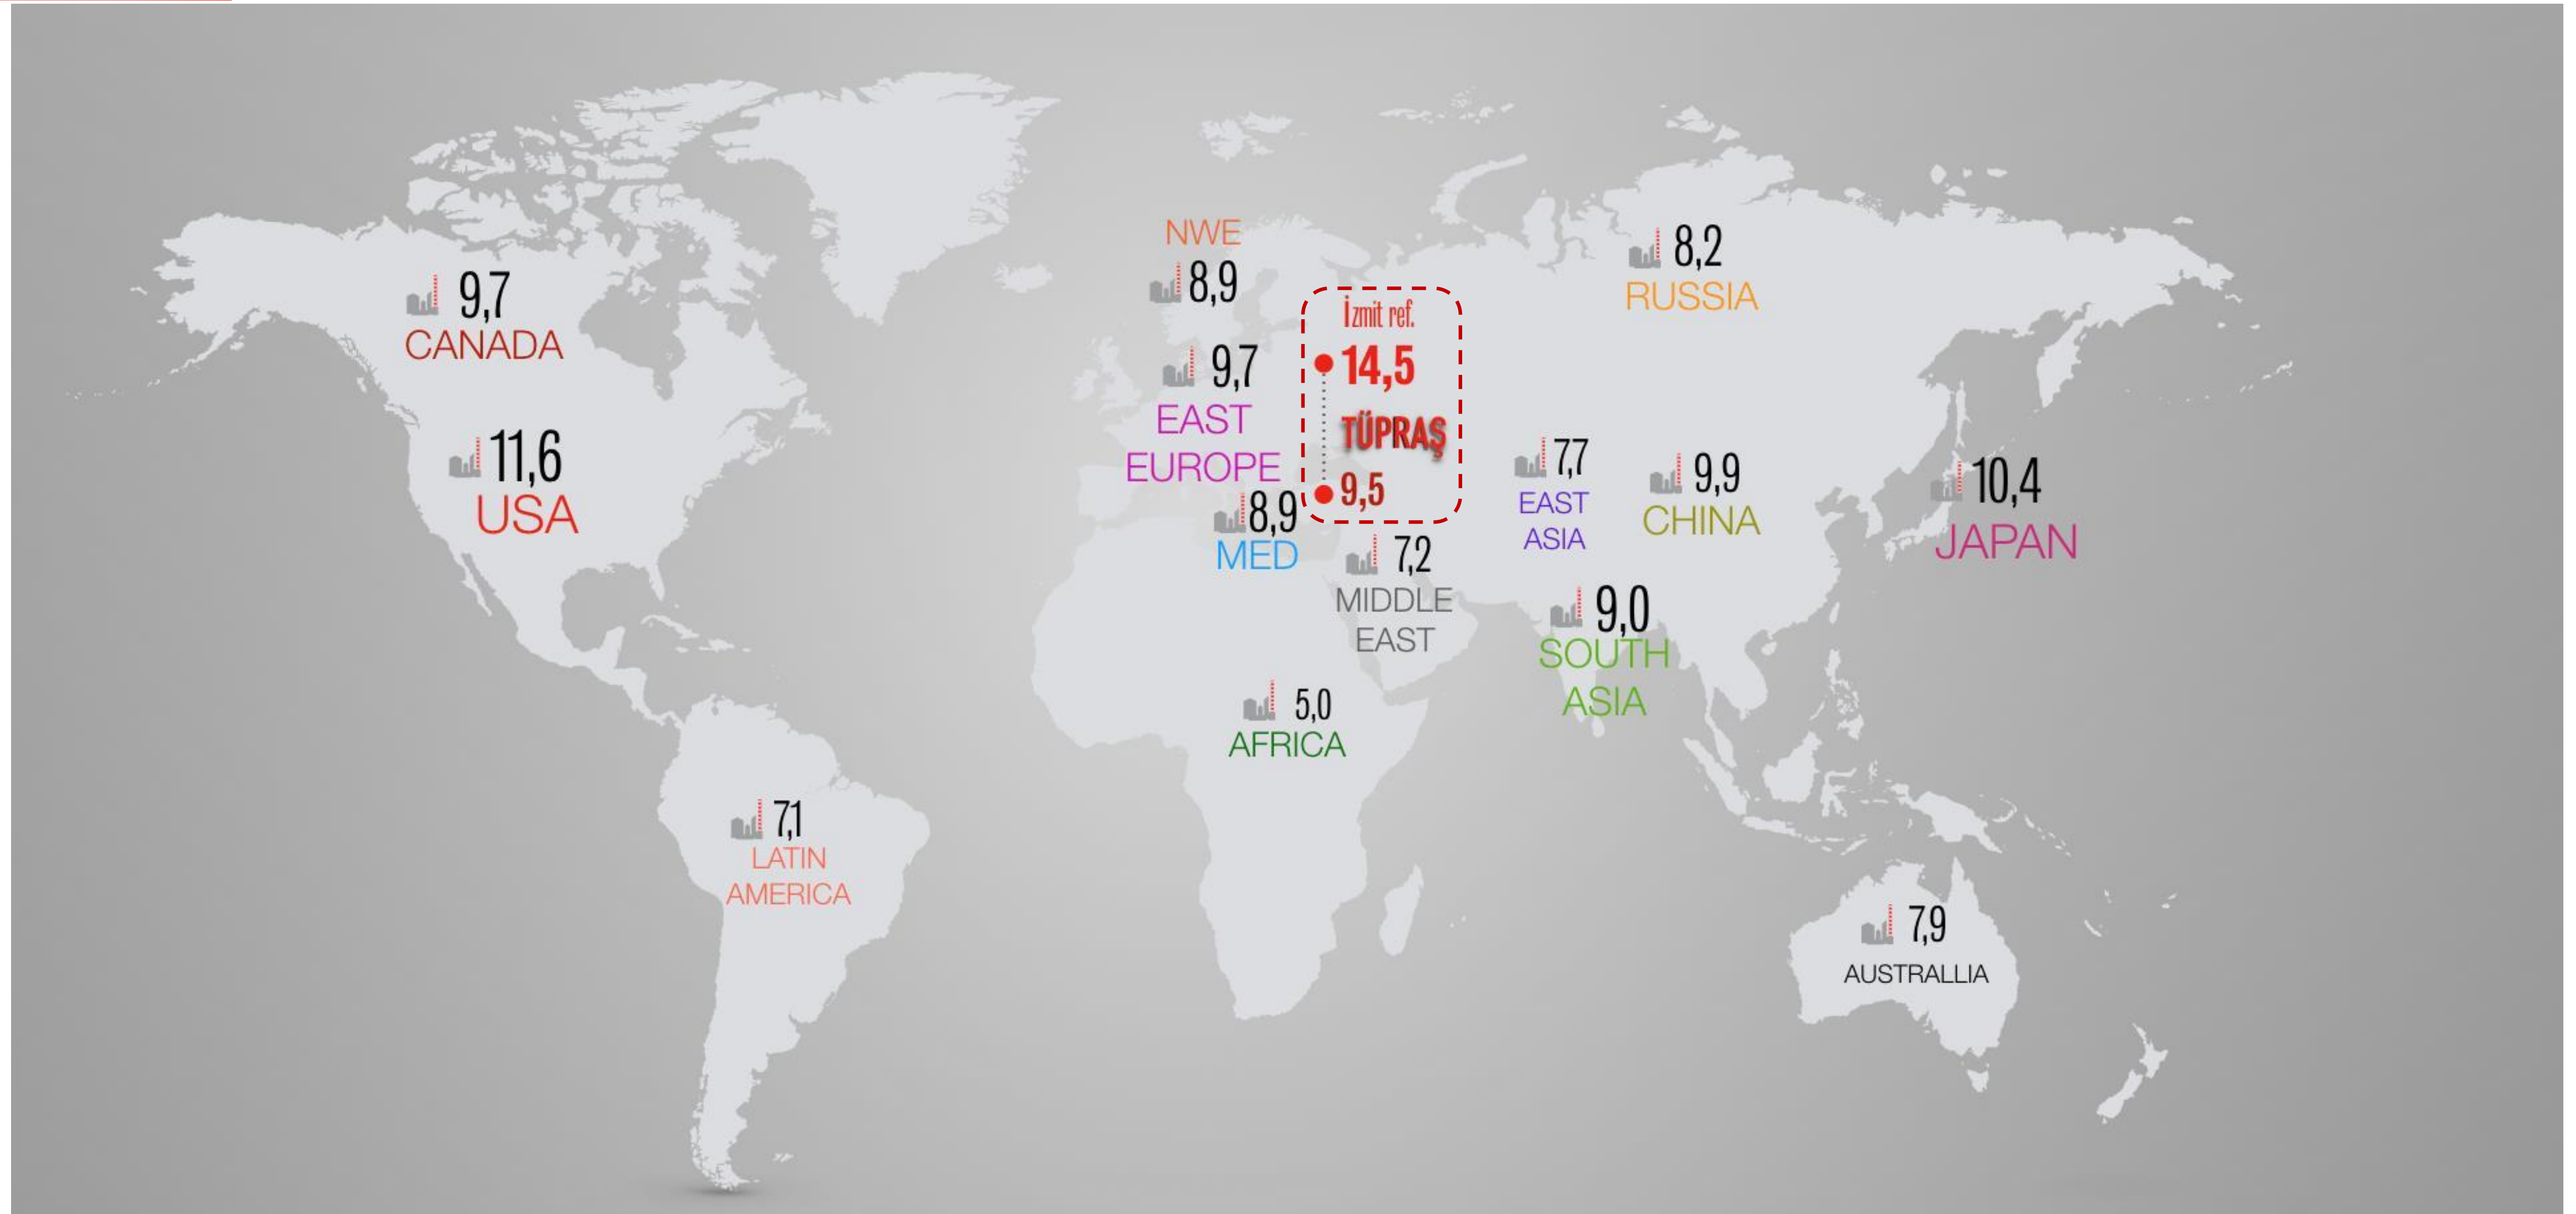 NWE
8,9
8,2
RUSSIA
9,7
CANADA
İzmit ref.
14,5
TÜPRAŞ
9,5
9,7
EAST
EUROPE
11,6
USA
8,9
MED
7,7
EAST
ASIA
9,9
CHINA
10,4
JAPAN
7,2
MIDDLE
EAST
9,0
SOUTH
ASIA
5,0
AFRICA
7,1
LATIN
AMERICA
7,9
AUSTRALLIA